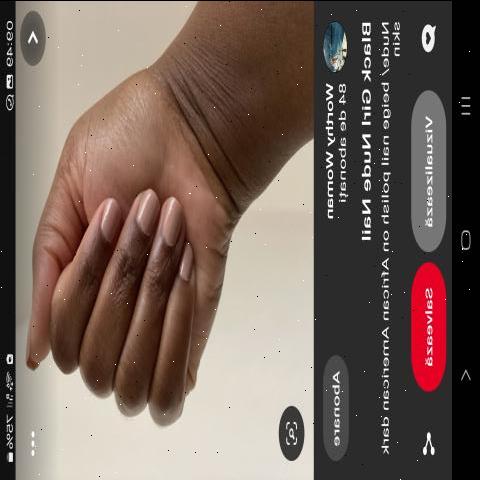 09:49
75%
Worthy Woman
84 de abonați
Abonare
Black Girl Nude Nail
Nude/ beige nail polish on African American dark
skin
Vizualizează
Salvează